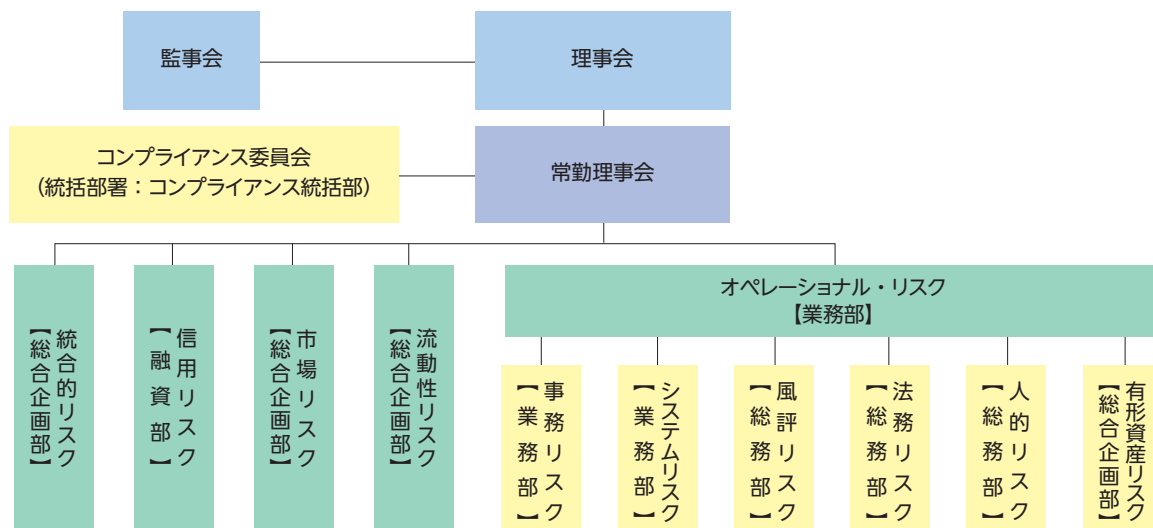 監事会
理事会
コンプライアンス委員会
(統括部署：コンプライアンス統括部)
常勤理事会
統合的リスク
【総合企画部】
信用リスク
【融資部】
市場リスク
【総合企画部】
流動性リスク
【総合企画部】
オペレーショナル・リスク
【業務部】
事務リスク
【業務部】
システムリスク
【業務部】
風評リスク
【総務部】
法務リスク
【総務部】
人的リスク
【総務部】
有形資産リスク
【総合企画部】